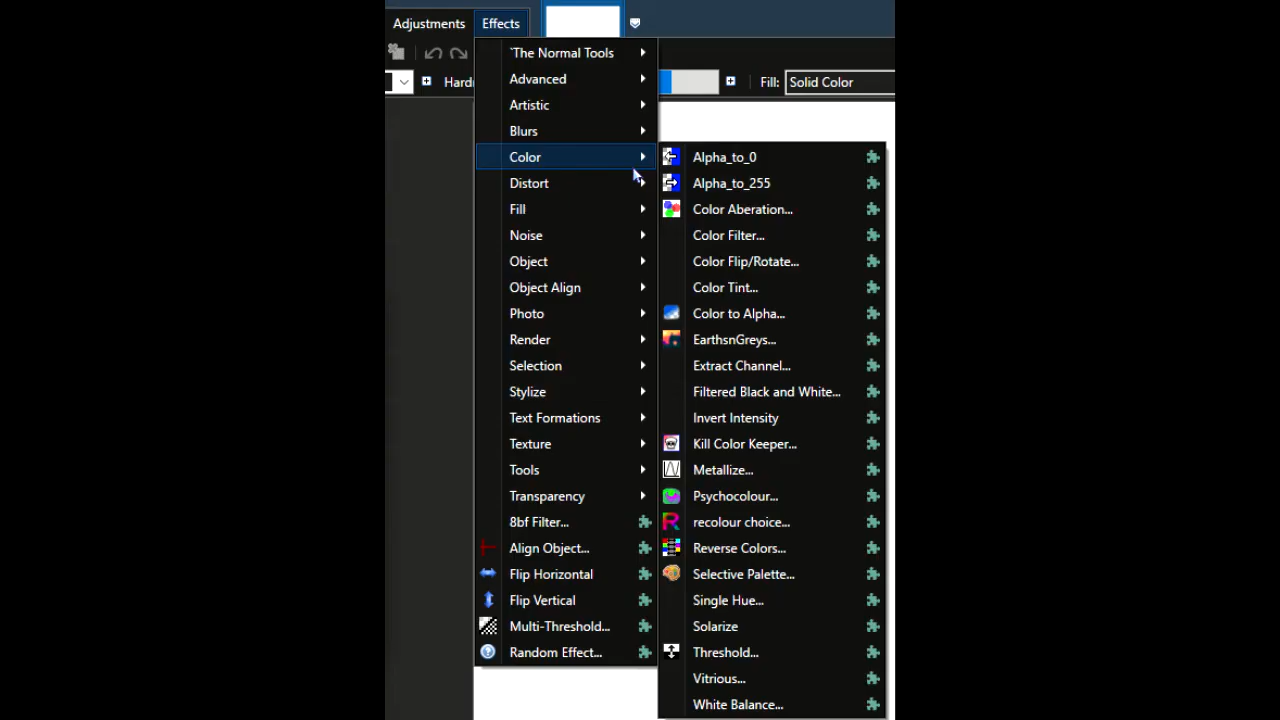 Adjustments Effects
Hard
Fill: Solid Color
`The Normal Tools
Advanced
Artistic
Blurs
Color
Distort
Fill
Noise
Object
Object Align
Photo
Render
Selection
Stylize
Text Formations
Texture
Tools
Transparency
8bf Filter...
Align Object...
Flip Horizontal
Flip Vertical
Multi-Threshold...
Random Effect...
Alpha_to_0
Alpha_to_255
Color Aberation...
Color Filter...
Color Flip/Rotate...
Color Tint...
Color to Alpha...
EarthsnGreys...
Extract Channel...
Filtered Black and White...
Invert Intensity
Kill Color Keeper...
Metallize...
Psychocolour...
recolour choice...
Reverse Colors...
Selective Palette...
Single Hue...
Solarize
Threshold...
Vitrious...
White Balance...